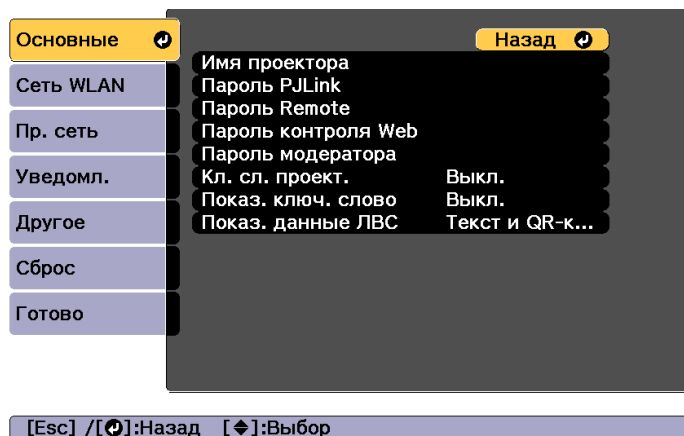 Основные
Сеть WLAN
Пр. сеть
Уведомл.
Другое
Сброс
Готово
Назад
Имя проектора
Пароль PJLink
Пароль Remote
Пароль контроля Web
Пароль модератора
Кл. сл. проект. Выкл.
Показ. ключ. слово Выкл.
Показ. данные ЛВС Текст и QR-к...
[Esc] /[]:Назад []:Выбор